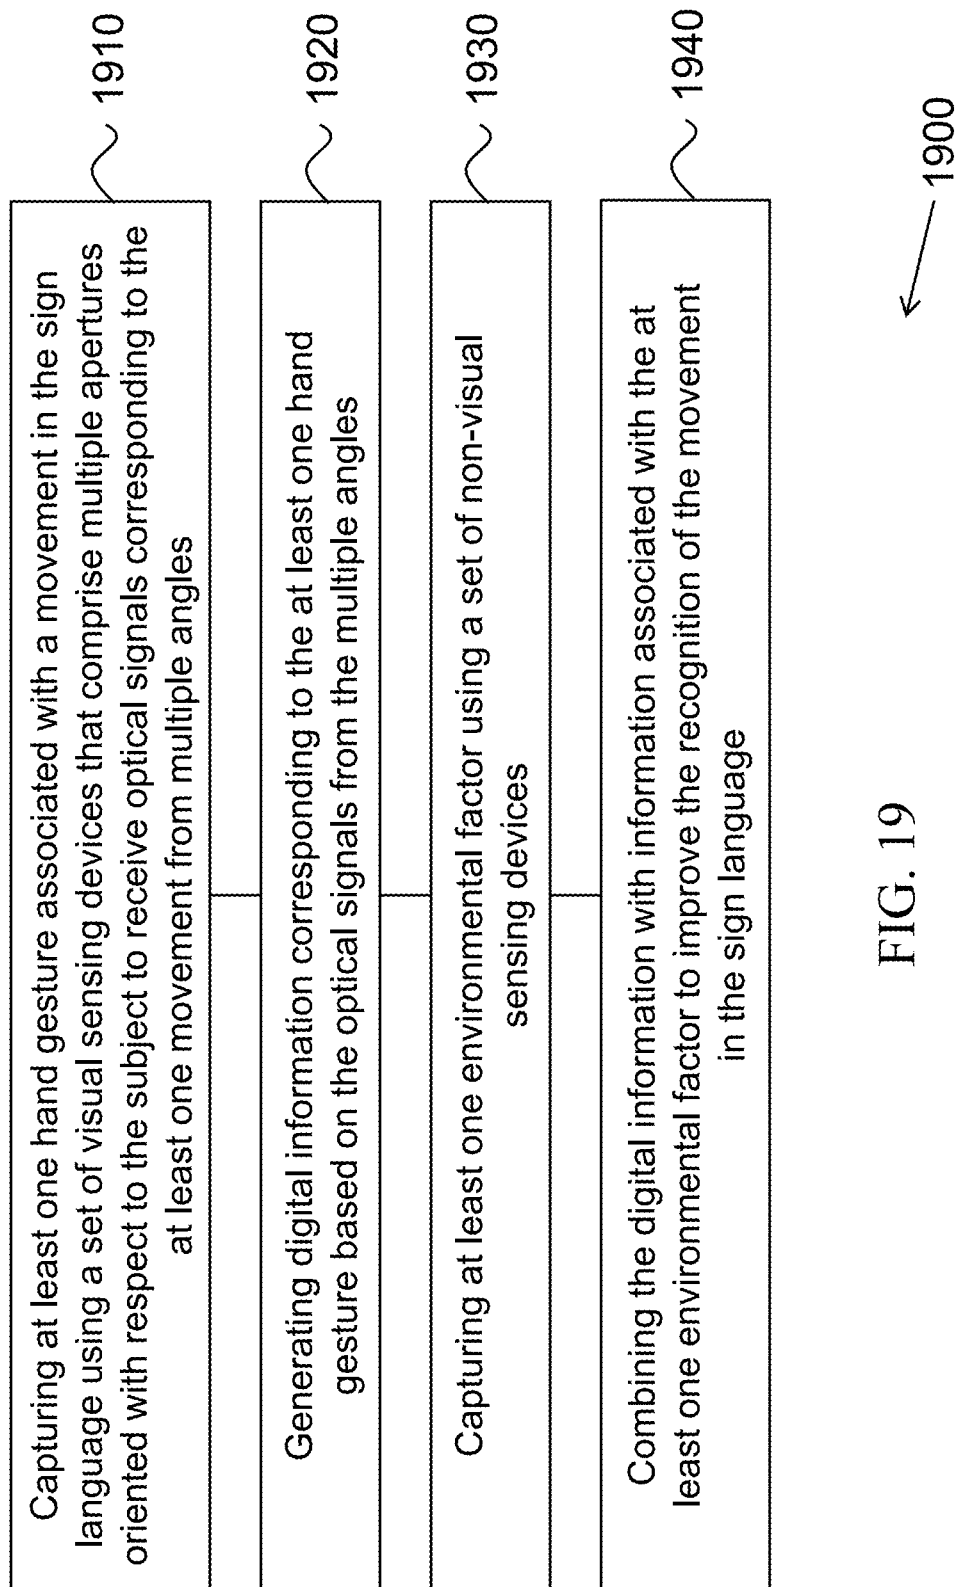 Capturing at least one hand gesture associated with a movement in the sign
language using a set of visual sensing devices that comprise multiple apertures
oriented with respect to the subject to receive optical signals corresponding to the
at least one movement from multiple angles
1910
Generating digital information corresponding to the at least one hand
gesture based on the optical signals from the multiple angles
1920
Capturing at least one environmental factor using a set of non-visual
sensing devices
1930
Combining the digital information with information associated with the at
least one environmental factor to improve the recognition of the movement
in the sign language
1940
1900
FIG. 19